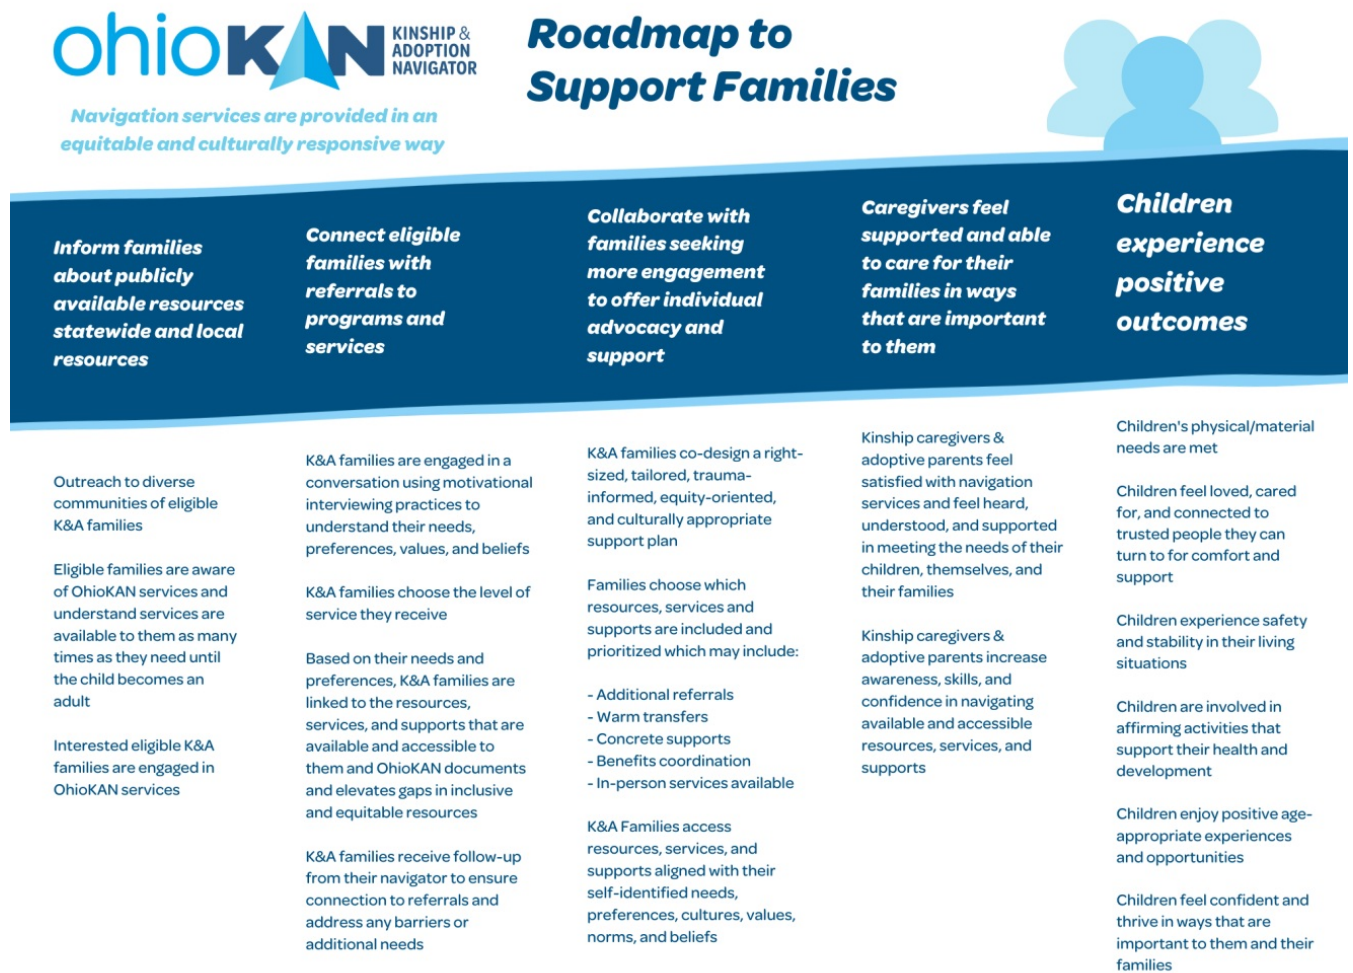 ohioKAN
KINSHIP &
ADOPTION
NAVIGATOR
Navigation services are provided in an
equitable and culturally responsive way
Roadmap to
Support Families
Inform families
about publicly
available resources
statewide and local
resources
Connect eligible
families with
referrals to
programs and
services
Collaborate with
families seeking
more engagement
to offer individual
advocacy and
support
Caregivers feel
supported and able
to care for their
families in ways
that are important
to them
Children
experience
positive
outcomes
Outreach to diverse
communities of eligible
K&A families
Eligible families are aware
of OhioKAN services and
understand services are
available to them as many
times as they need until
the child becomes an
adult
Interested eligible K&A
families are engaged in
OhioKAN services
K&A families are engaged in a
conversation using motivational
interviewing practices to
understand their needs,
preferences, values, and beliefs
K&A families choose the level of
service they receive
Based on their needs and
preferences, K&A families are
linked to the resources,
services, and supports that are
available and accessible to
them and OhioKAN documents
and elevates gaps in inclusive
and equitable resources
K&A families receive follow-up
from their navigator to ensure
connection to referrals and
address any barriers or
additional needs
K&A families co-design a right-
sized, tailored, trauma-
informed, equity-oriented,
and culturally appropriate
support plan
Families choose which
resources, services and
supports are included and
prioritized which may include:
- Additional referrals
- Warm transfers
- Concrete supports
- Benefits coordination
- In-person services available
K&A Families access
resources, services, and
supports aligned with their
self-identified needs,
preferences, cultures, values,
norms, and beliefs
Kinship caregivers &
adoptive parents feel
satisfied with navigation
services and feel heard,
understood, and supported
in meeting the needs of their
children, themselves, and
their families
Kinship caregivers &
adoptive parents increase
awareness, skills, and
confidence in navigating
available and accessible
resources, services, and
supports
Children's physical/material
needs are met
Children feel loved, cared
for, and connected to
trusted people they can
turn to for comfort and
support
Children experience safety
and stability in their living
situations
Children are involved in
affirming activities that
support their health and
development
Children enjoy positive age-
appropriate experiences
and opportunities
Children feel confident and
thrive in ways that are
important to them and their
families